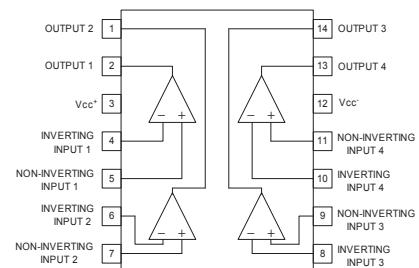 OUTPUT 2 1
OUTPUT 1 2
Vcc+ 3
INVERTING
INPUT 1 4
NON-INVERTING
INPUT 1 5
INVERTING
INPUT 2 6
NON-INVERTING
INPUT 2 7
14 OUTPUT 3
13 OUTPUT 4
12 Vcc-
11 NON-INVERTING
INPUT 4
10 INVERTING
INPUT 4
9 NON-INVERTING
INPUT 3
8 INVERTING
INPUT 3
- +
- +
- +
- +